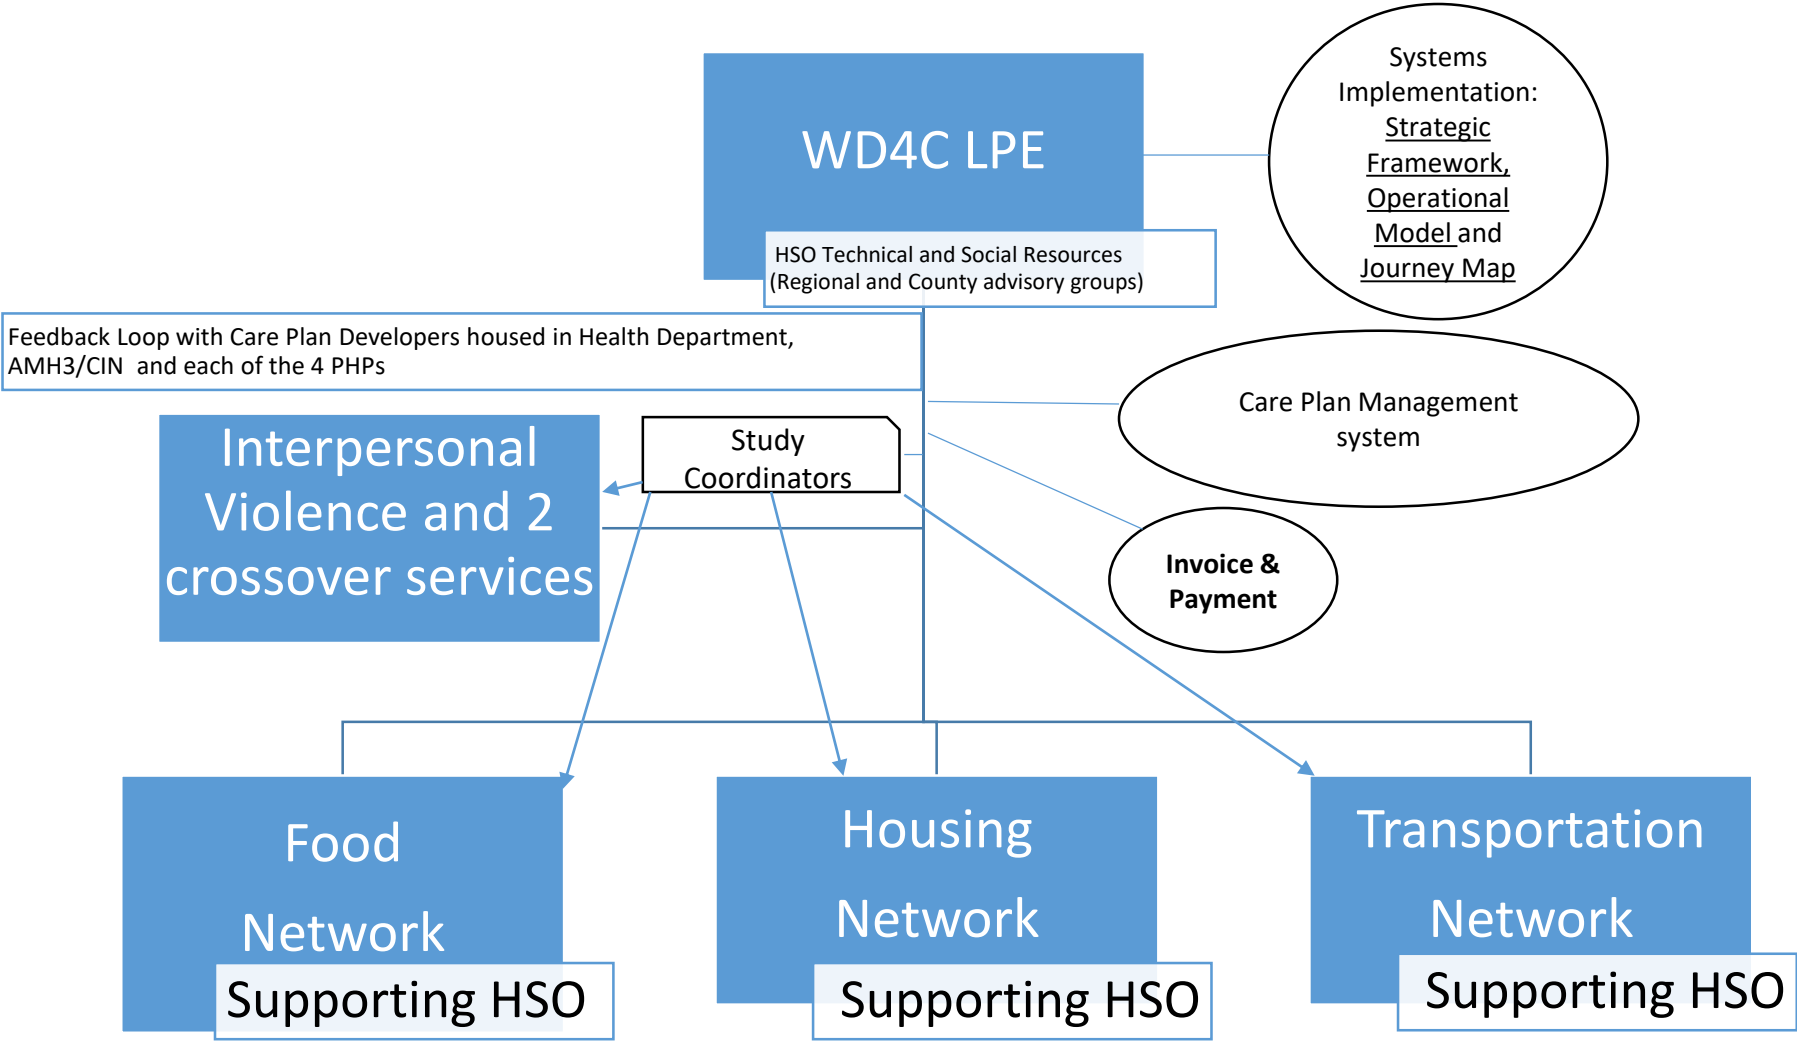 WD4C LPE
HSO Technical and Social Resources
(Regional and County advisory groups)
Systems
Implementation:
Strategic
Framework,
Operational
Model and
Journey Map
Feedback Loop with Care Plan Developers housed in Health Department,
AMH3/CIN and each of the 4 PHPs
Care Plan Management
system
Interpersonal
Violence and 2
crossover services
Study
Coordinators
Invoice &
Payment
Food
Network
Supporting HSO
Housing
Network
Supporting HSO
Transportation
Network
Supporting HSO